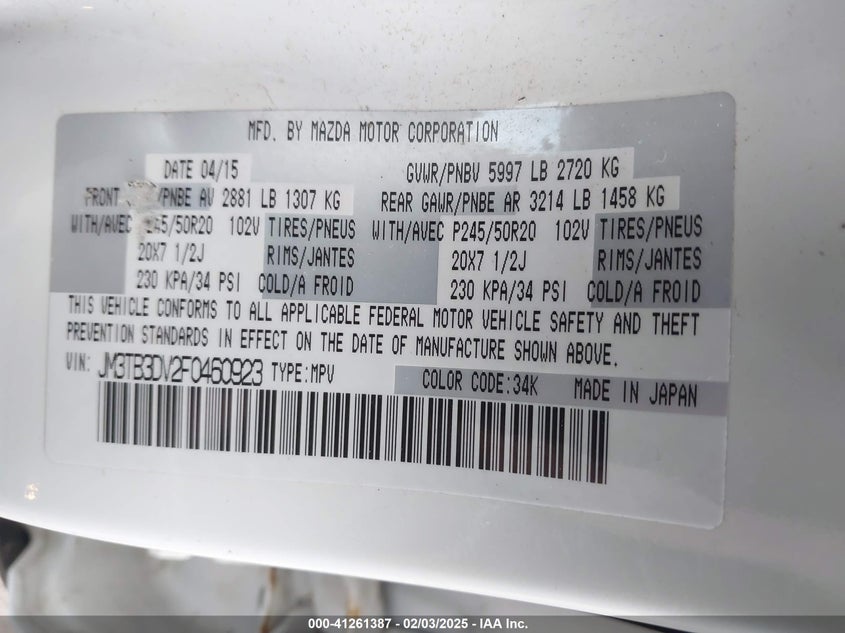 MFD. BY MAZDA MOTOR CORPORATION
DATE 04/15 GVWR/PNBV 5997 LB 2720 KG
FRONT /PNBE AV 2881 LB 1307 KG REAR GAWR/PNBE AR 3214 LB 1458 KG
WITH/AVEC 245/50R20 102V TIRES/PNEUS WITH/AVEC P245/50R20 102V TIRES/PNEUS
20X7 1/2J RIMS/JANTES 20X7 1/2J RIMS/JANTES
230 KPA/34 PSI COLD/A FROID 230 KPA/34 PSI COLD/A FROID
THIS VEHICLE CONFORMS TO ALL APPLICABLE FEDERAL MOTOR VEHICLE SAFETY AND THEFT
PREVENTION STANDARDS IN EFFECT ON THE DATE OF MANUFACTURE SHOWN ABOVE.
VIN: JM3TB3DV2F0460923 TYPE:MPV COLOR CODE:34K MADE IN JAPAN
000-41261387 - 02/03/2025 - IAA Inc.